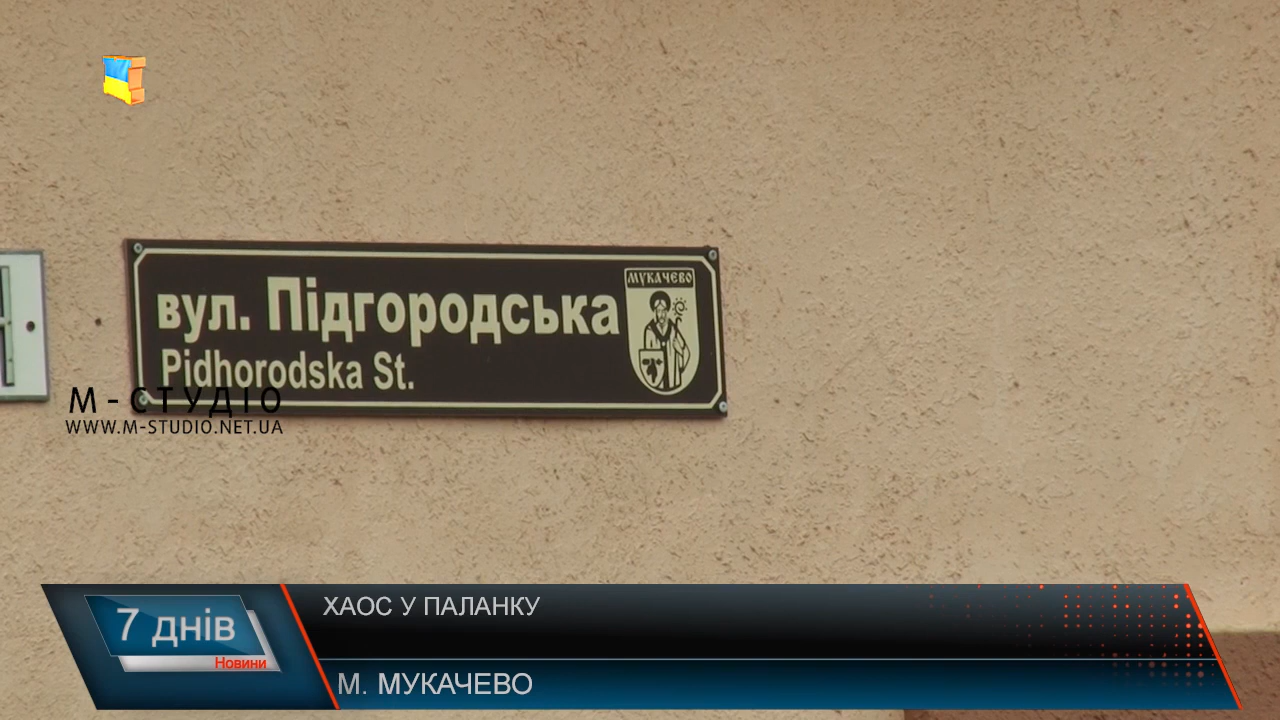 вул. Підгородська
Pidhorodska St.
МУКАЧЕВО
М-СТУДІО
WWW.M-STUDIO.NET.UA
7 днів
Новини
ХАОС У ПАЛАНКУ
М. МУКАЧЕВО